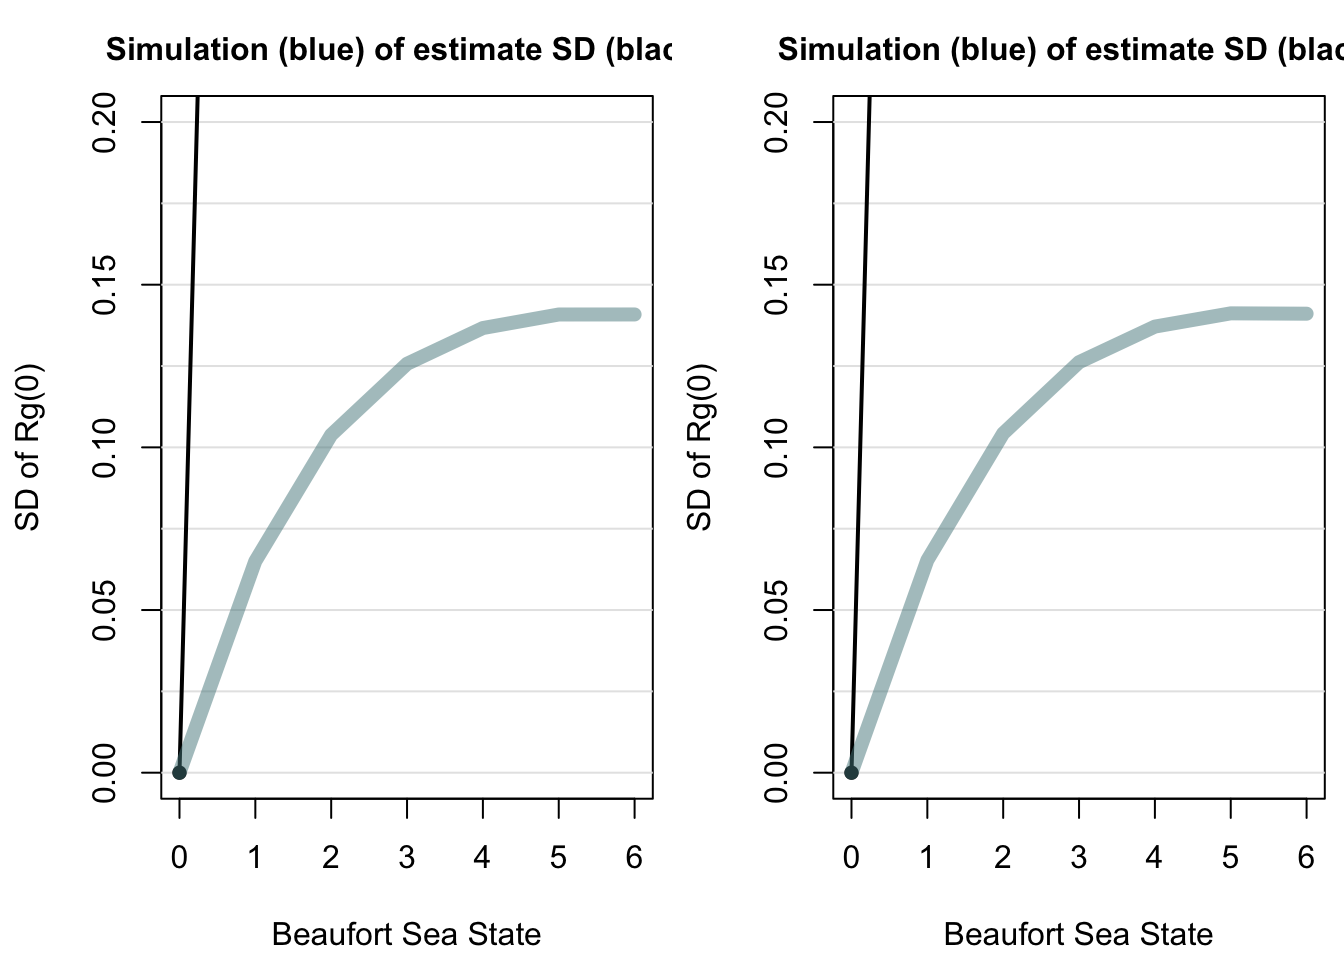 Simulation (blue) of estimate SD (blac
SD of Rg(0)
0.20
0.15
0.10
0.05
0.00
0 1 2 3 4 5 6
Beaufort Sea State
Simulation (blue) of estimate SD (blac
SD of Rg(0)
0.20
0.15
0.10
0.05
0.00
0 1 2 3 4 5 6
Beaufort Sea State